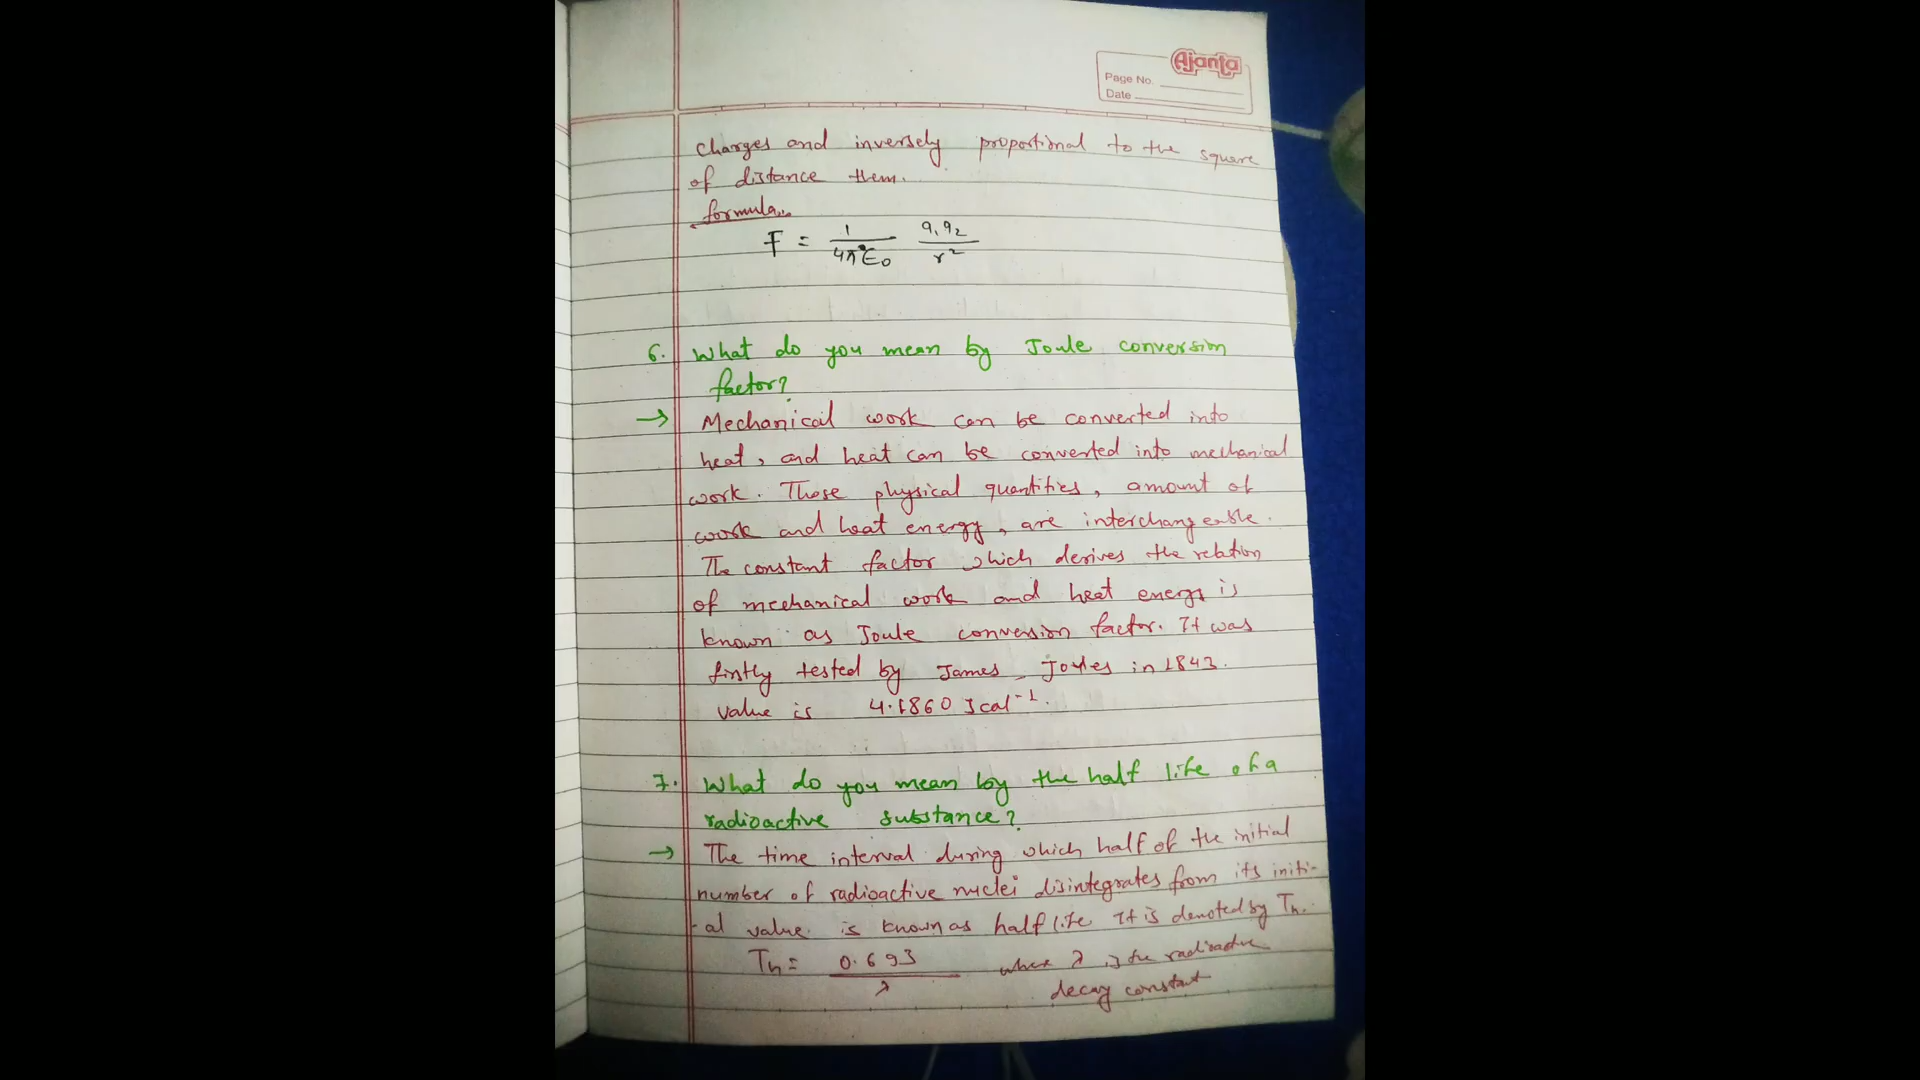 Ajanta
Page No.
Date
charges and inversely proportional to the square
of distance them.
formula
F = 1/4πε₀ q₁q₂/r²
6. What do you mean by Joule conversion
factor?
→ Mechanical work can be converted into
heat, and heat can be converted into mechanical
work. These physical quantities, amount of
work and heat energy, are interchangeable.
The constant factor which derives the relation
of mechanical work and heat energy is
known as Joule conversion factor. It was
firstly tested by James Joules in 1843.
value is 4.1860 J cal⁻¹.
7. What do you mean by the half life of a
radioactive substance?
→ The time interval during which half of the initial
number of radioactive nuclei disintegrates from its initi-
-al value is known as half life. It is denoted by Th.
Th = 0.693/λ where λ is the radioactive
decay constant